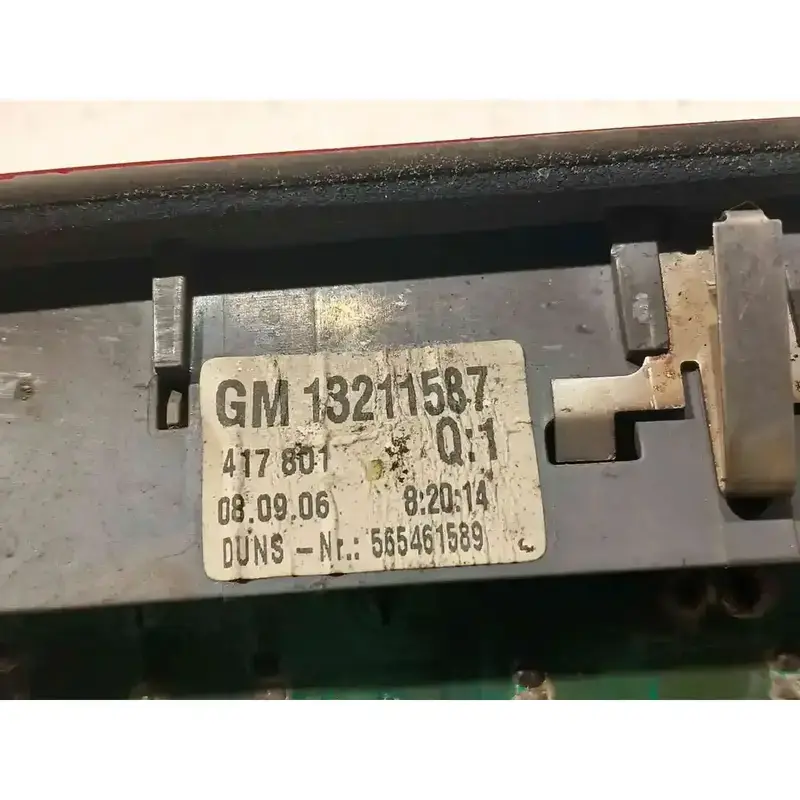 GM 13211587
417 801 Q:1
08.09.06 8:20:14
DUNS - Nr.: 565461589